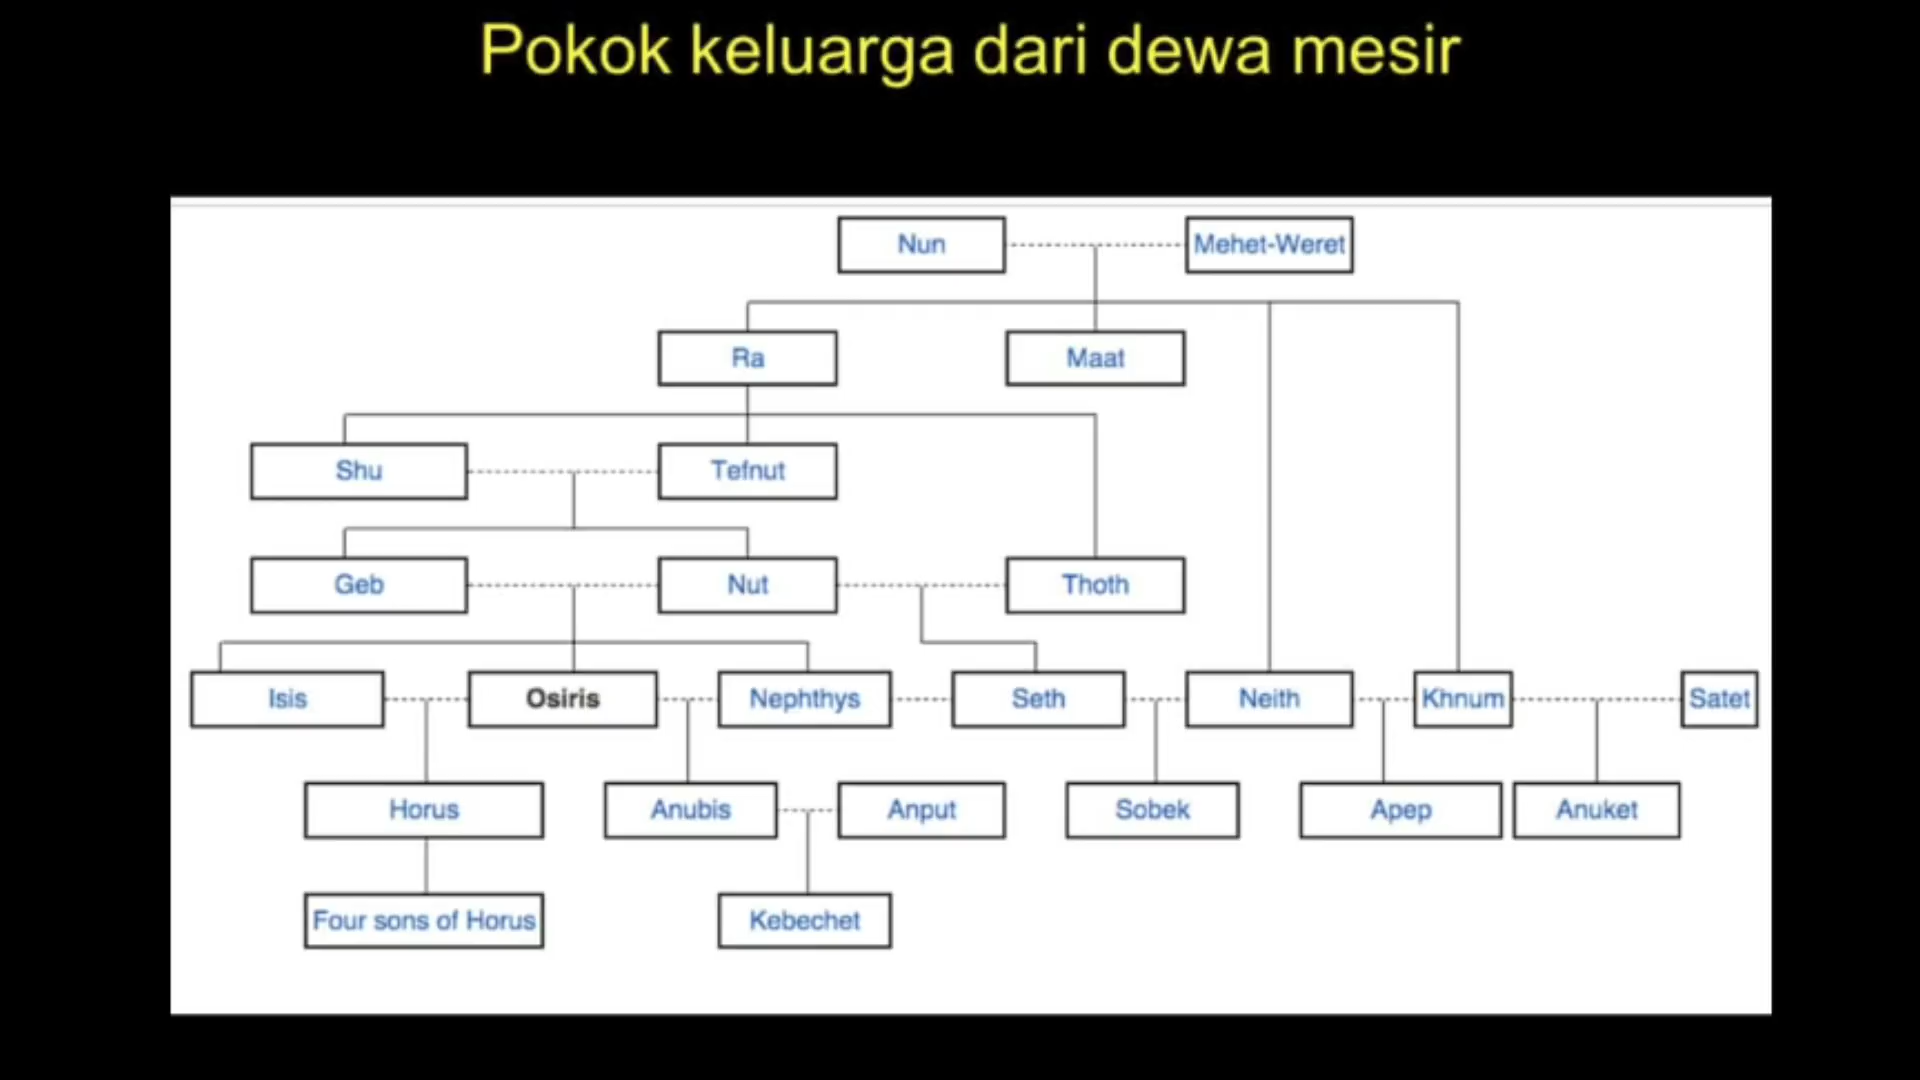 Pokok keluarga dari dewa mesir
Nun
Mehet-Weret
Ra
Maat
Shu
Tefnut
Geb
Nut
Thoth
Isis
Osiris
Nephthys
Seth
Neith
Khnum
Satet
Horus
Anubis
Anput
Sobek
Apep
Anuket
Four sons of Horus
Kebechet